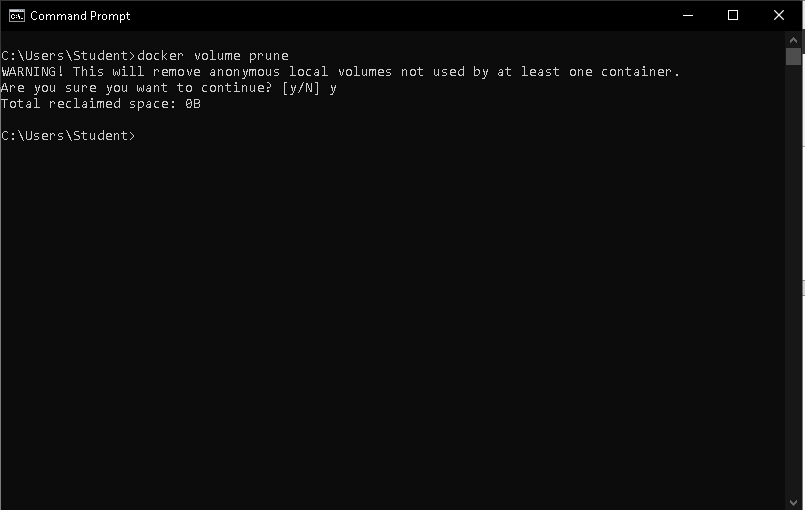 Command Prompt
C:\Users\Student>docker volume prune
WARNING! This will remove anonymous local volumes not used by at least one container.
Are you sure you want to continue? [y/N] y
Total reclaimed space: 0B
C:\Users\Student>